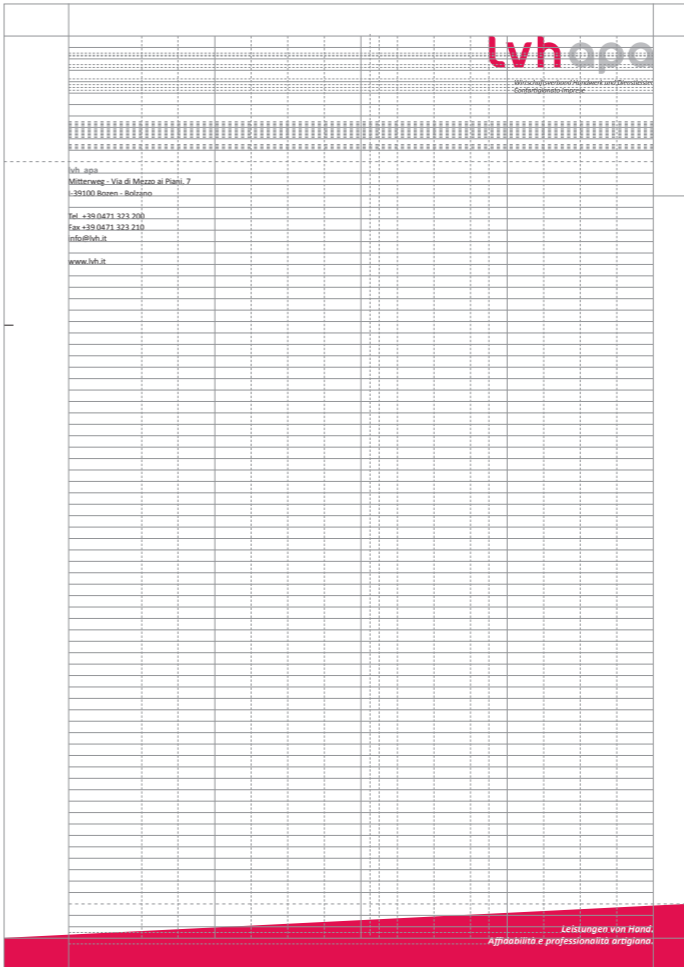 lvh apa
Wirtschaftsverband Handwerk und Dienstleister
Confartigianato Imprese
lvh apa
Mitterweg - Via di Mezzo ai Piani, 7
I-39100 Bozen - Bolzano
Tel. +39 0471 323 200
Fax +39 0471 323 210
info@lvh.it
www.lvh.it
Leistungen von Hand.
Affidabilità e professionalità artigiana.